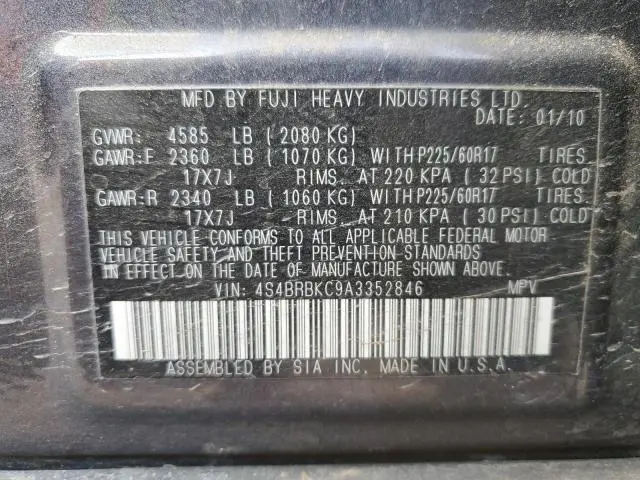 MFD BY FUJI HEAVY INDUSTRIES LTD.
DATE: 01/10
GVWR: 4585 LB ( 2080 KG)
GAWR:F 2360 LB ( 1070 KG) WITH P225/60R17 TIRES
17X7J RIMS. AT 220 KPA ( 32 PSI) COLD
GAWR:R 2340 LB ( 1060 KG) WITH P225/60R17 TIRES
17X7J RIMS. AT 210 KPA ( 30 PSI) COLD
THIS VEHICLE CONFORMS TO ALL APPLICABLE FEDERAL MOTOR
VEHICLE SAFETY AND THEFT PREVENTION STANDARDS
IN EFFECT ON THE DATE OF MANUFACTURE SHOWN ABOVE.
VIN: 4S4BRBKC9A3352846 MPV
ASSEMBLED BY SIA INC. MADE IN U.S.A.